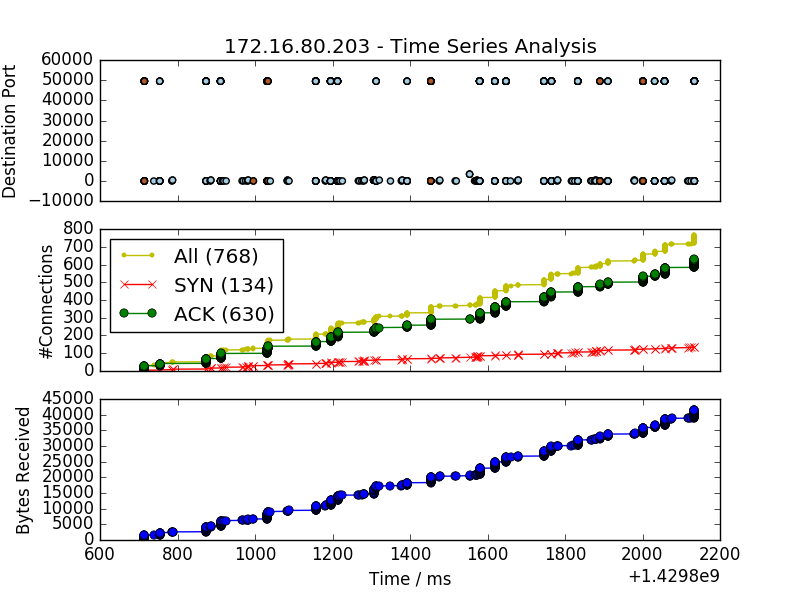 172.16.80.203 - Time Series Analysis
Destination Port
60000
50000
40000
30000
20000
10000
0
−10000
#Connections
800
700
600
500
400
300
200
100
0
All (768)
SYN (134)
ACK (630)
Bytes Received
45000
40000
35000
30000
25000
20000
15000
10000
5000
0
600 800 1000 1200 1400 1600 1800 2000 2200
Time / ms
+1.4298e9